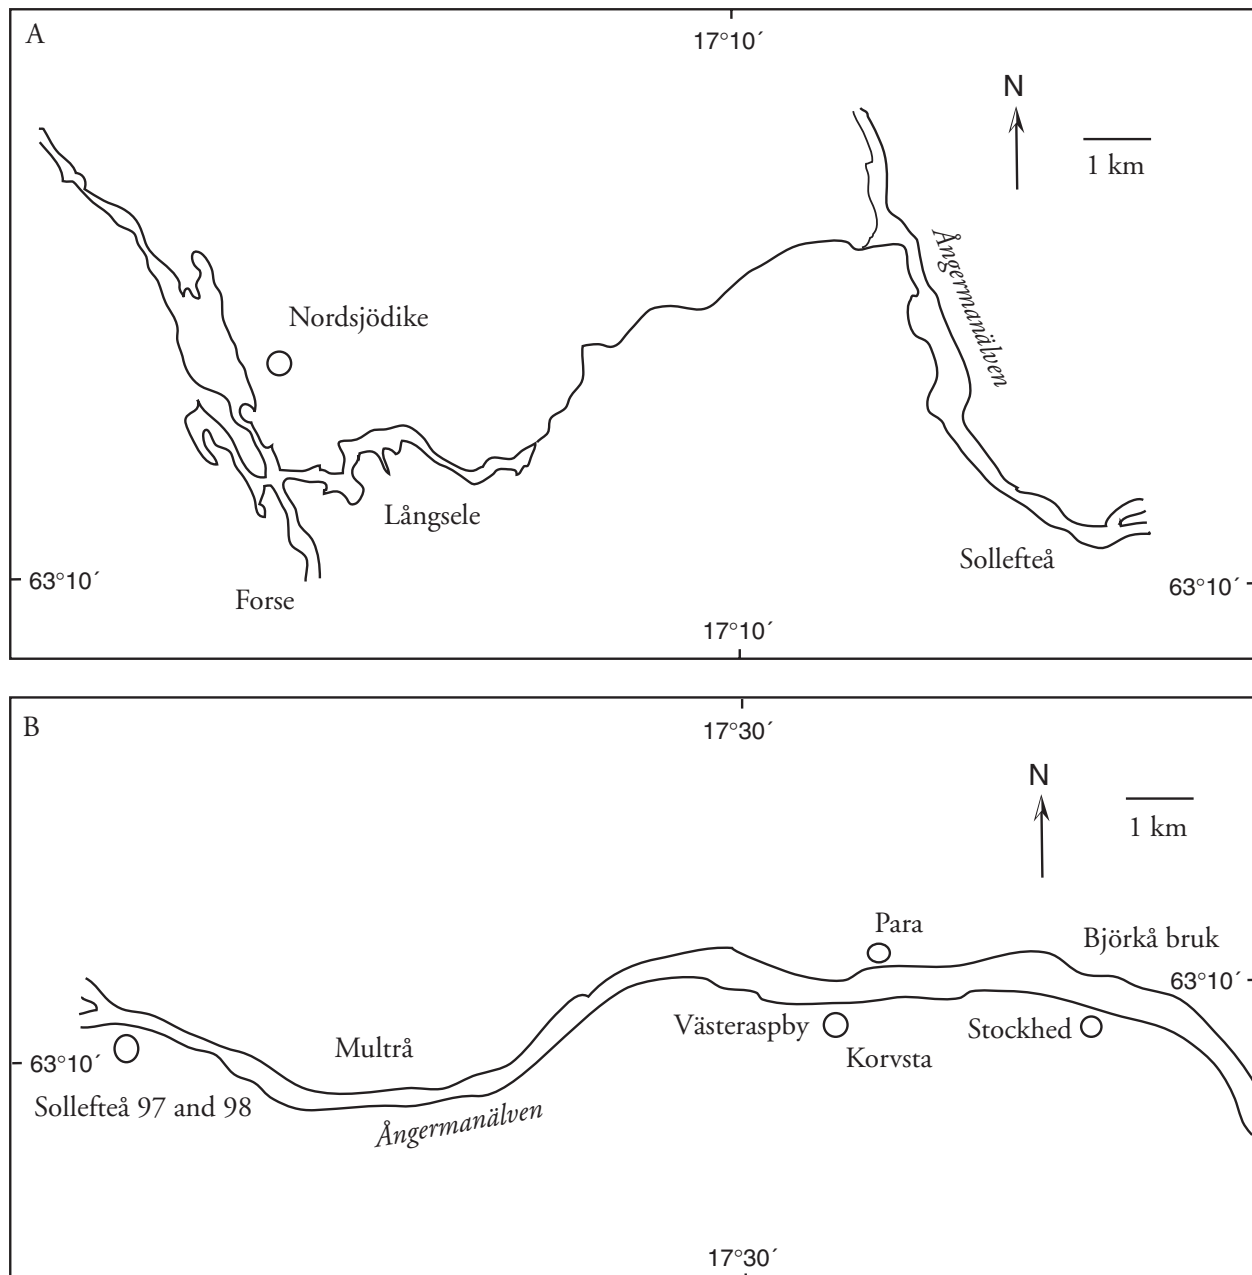 A
17°10´
N
1 km
Ångermanälven
Nordsjödike
Långsele
Sollefteå
63°10´
Forse
63°10´
17°10´
B
17°30´
N
1 km
Para
Björkå bruk
63°10´
Västeraspby
Stockhed
Multrå
Korvsta
63°10´
Sollefteå 97 and 98
Ångermanälven
17°30´